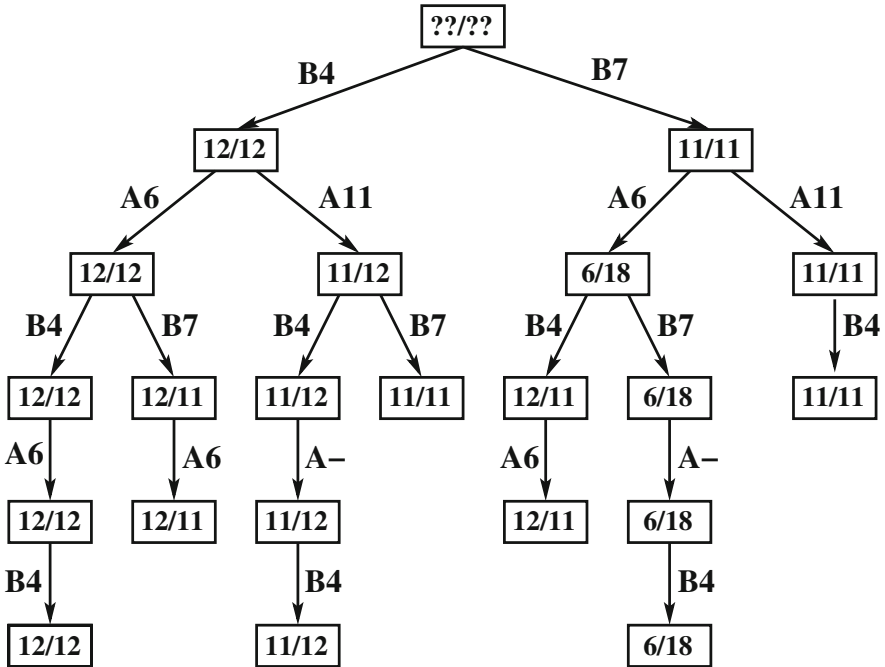 ??/??
B4 B7
12/12 11/11
A6 A11 A6 A11
12/12 11/12 6/18 11/11
B4 B7 B4 B7 B4 B7 B4
12/12 12/11 11/12 11/11 12/11 6/18 11/11
A6 A6 A– A6 A–
12/12 12/11 11/12 12/11 6/18
B4 B4 B4
12/12 11/12 6/18